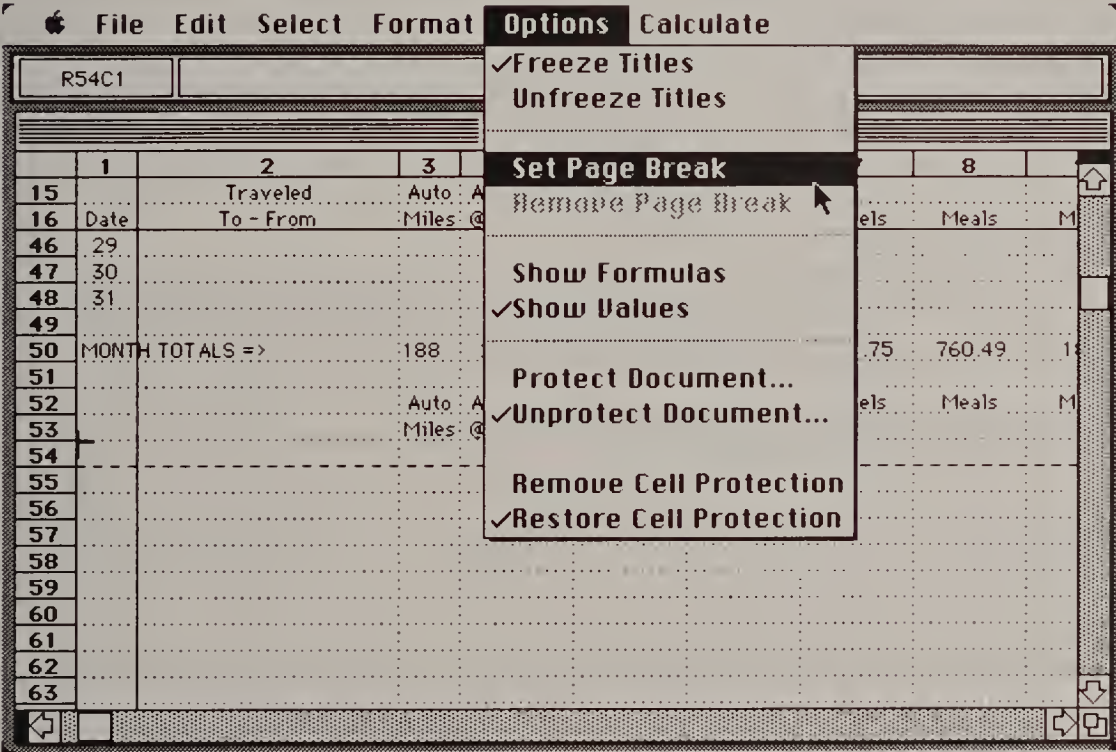 File Edit Select Format Options Calculate
R54C1
✓Freeze Titles
Unfreeze Titles
Set Page Break
Remove Page Break
Show Formulas
✓Show Values
Protect Document...
✓Unprotect Document...
Remove Cell Protection
✓Restore Cell Protection
1 2 3 8
15 Traveled Auto A
16 Date To - From Miles @ els Meals M
46 29
47 30
48 31
49
50 MONTH TOTALS => 188 .75 760.49
51
52 Auto A els Meals M
53 Miles @
54
55
56
57
58
59
60
61
62
63